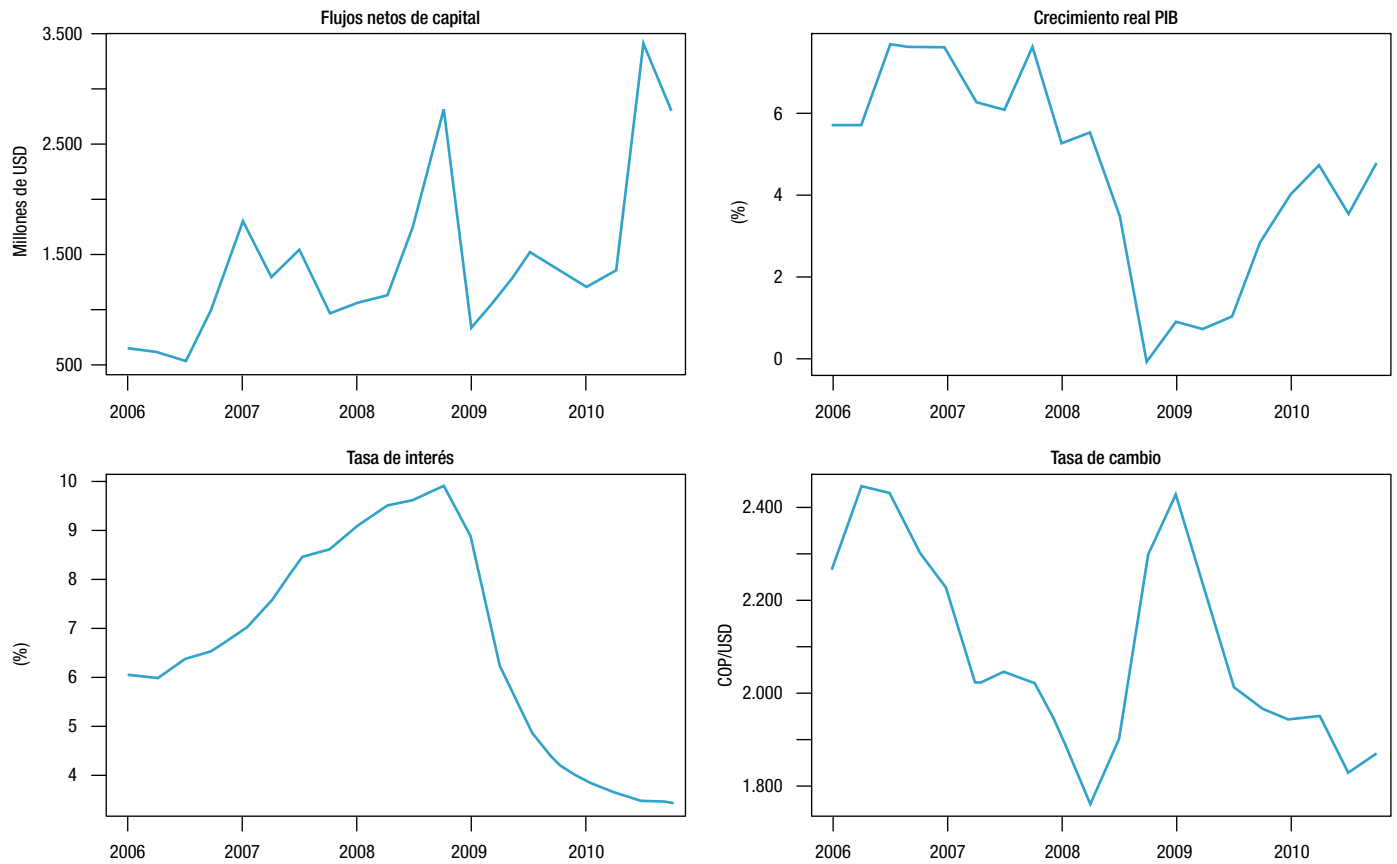 Flujos netos de capital
Millones de USD
3.500
2.500
1.500
500
2006 2007 2008 2009 2010
Crecimiento real PIB
(%)
6
4
2
0
2006 2007 2008 2009 2010
Tasa de interés
(%)
10
9
8
7
6
5
4
2006 2007 2008 2009 2010
Tasa de cambio
COP/USD
2.400
2.200
2.000
1.800
2006 2007 2008 2009 2010